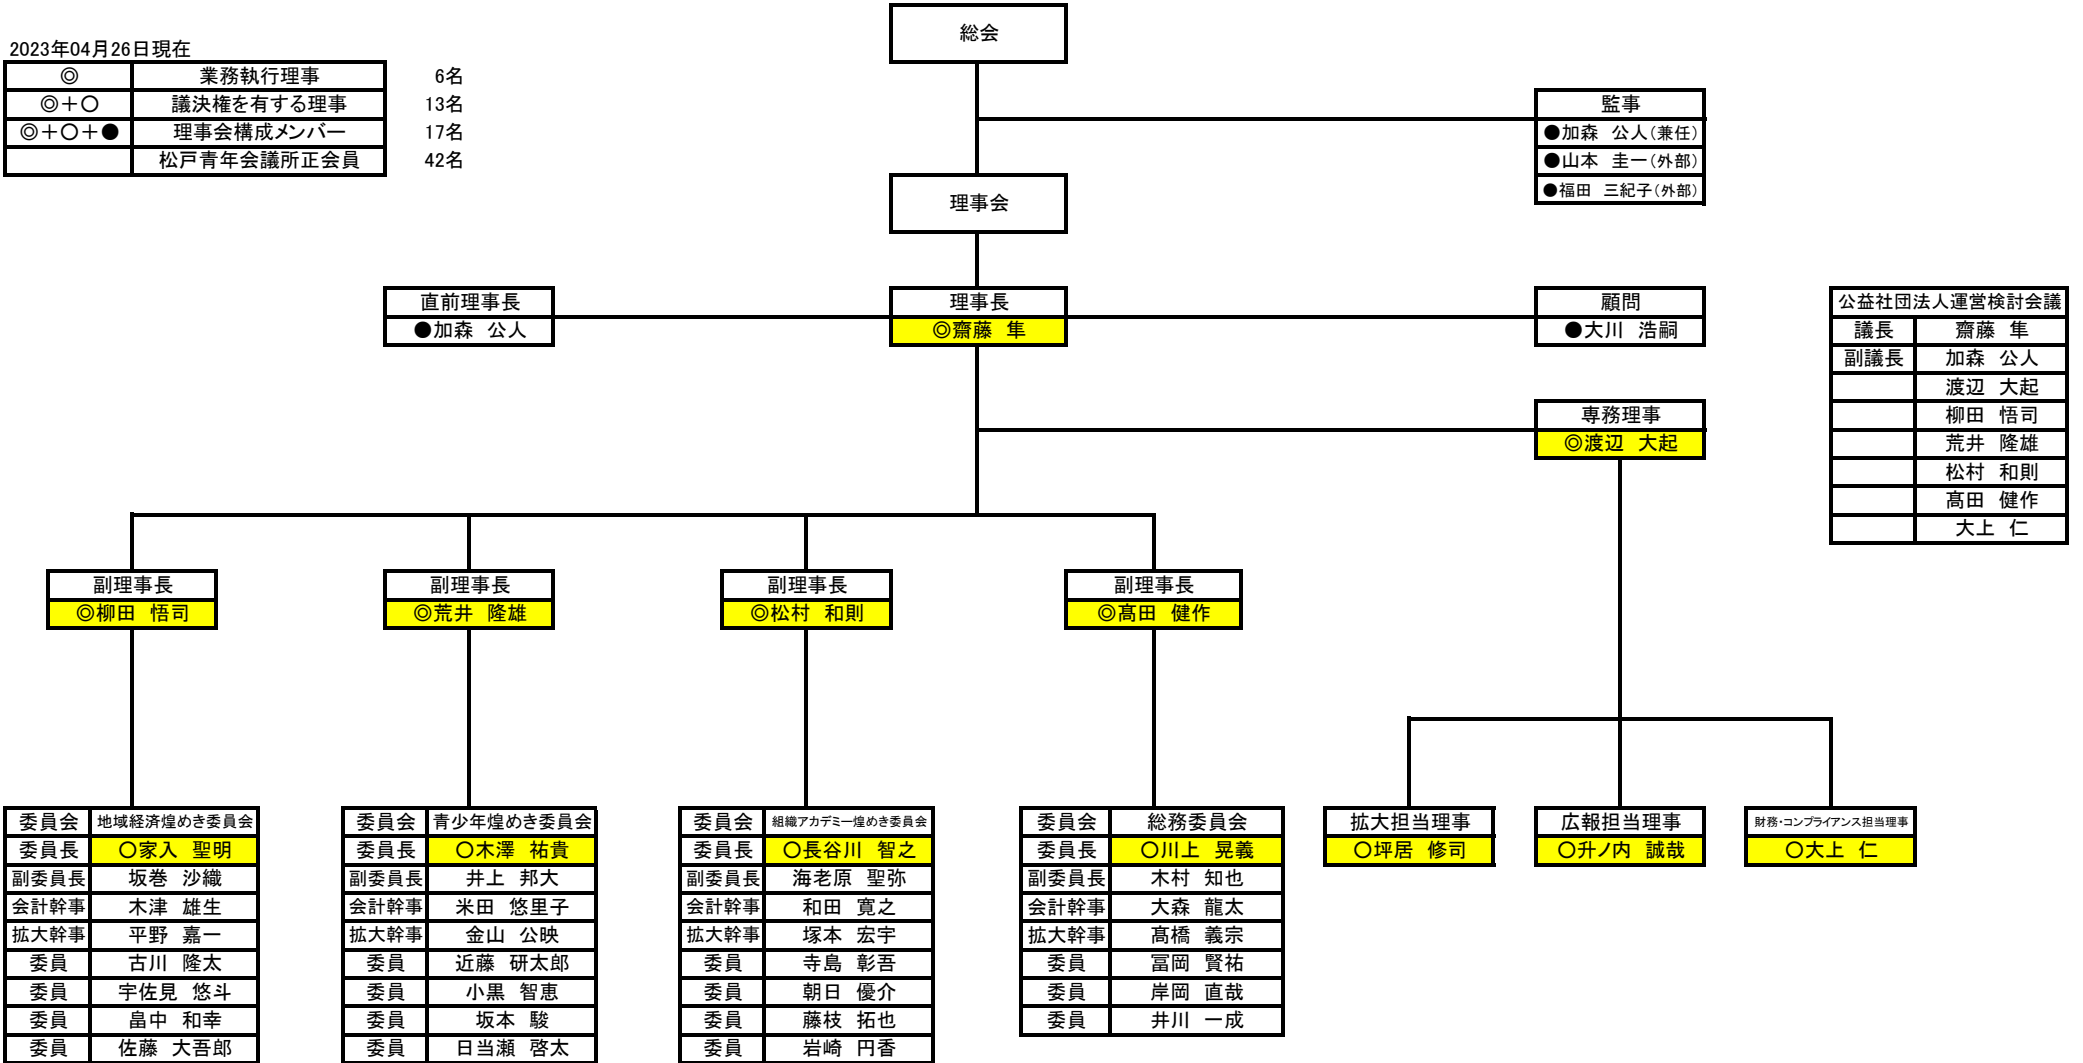 総会
2023年04月26日現在
◎ 業務執行理事 6名
◎+〇 議決権を有する理事 13名
◎+〇+● 理事会構成メンバー 17名
松戸青年会議所正会員 42名
監事
●加森 公人(兼任)
●山本 圭一(外部)
●福田 三紀子(外部)
理事会
直前理事長
●加森 公人
理事長
◎齋藤 隼
顧問
●大川 浩嗣
公益社団法人運営検討会議
議長 齋藤 隼
副議長 加森 公人
渡辺 大起
柳田 悟司
荒井 隆雄
松村 和則
髙田 健作
大上 仁
専務理事
◎渡辺 大起
副理事長
◎柳田 悟司
副理事長
◎荒井 隆雄
副理事長
◎松村 和則
副理事長
◎髙田 健作
委員会 地域経済煌めき委員会
委員長 〇家入 聖明
副委員長 坂巻 沙織
会計幹事 木津 雄生
拡大幹事 平野 嘉一
委員 古川 隆太
委員 宇佐見 悠斗
委員 畠中 和幸
委員 佐藤 大吾郎
委員会 青少年煌めき委員会
委員長 〇木澤 祐貴
副委員長 井上 邦大
会計幹事 米田 悠里子
拡大幹事 金山 公映
委員 近藤 研太郎
委員 小黒 智恵
委員 坂本 駿
委員 日当瀬 啓太
委員会 組織アカデミー煌めき委員会
委員長 〇長谷川 智之
副委員長 海老原 聖弥
会計幹事 和田 寛之
拡大幹事 塚本 宏宇
委員 寺島 彰吾
委員 朝日 優介
委員 藤枝 拓也
委員 岩崎 円香
委員会 総務委員会
委員長 〇川上 晃義
副委員長 木村 知也
会計幹事 大森 龍太
拡大幹事 髙橋 義宗
委員 冨岡 賢祐
委員 岸岡 直哉
委員 井川 一成
拡大担当理事
〇坪居 修司
広報担当理事
〇升ノ内 誠哉
財務・コンプライアンス担当理事
〇大上 仁